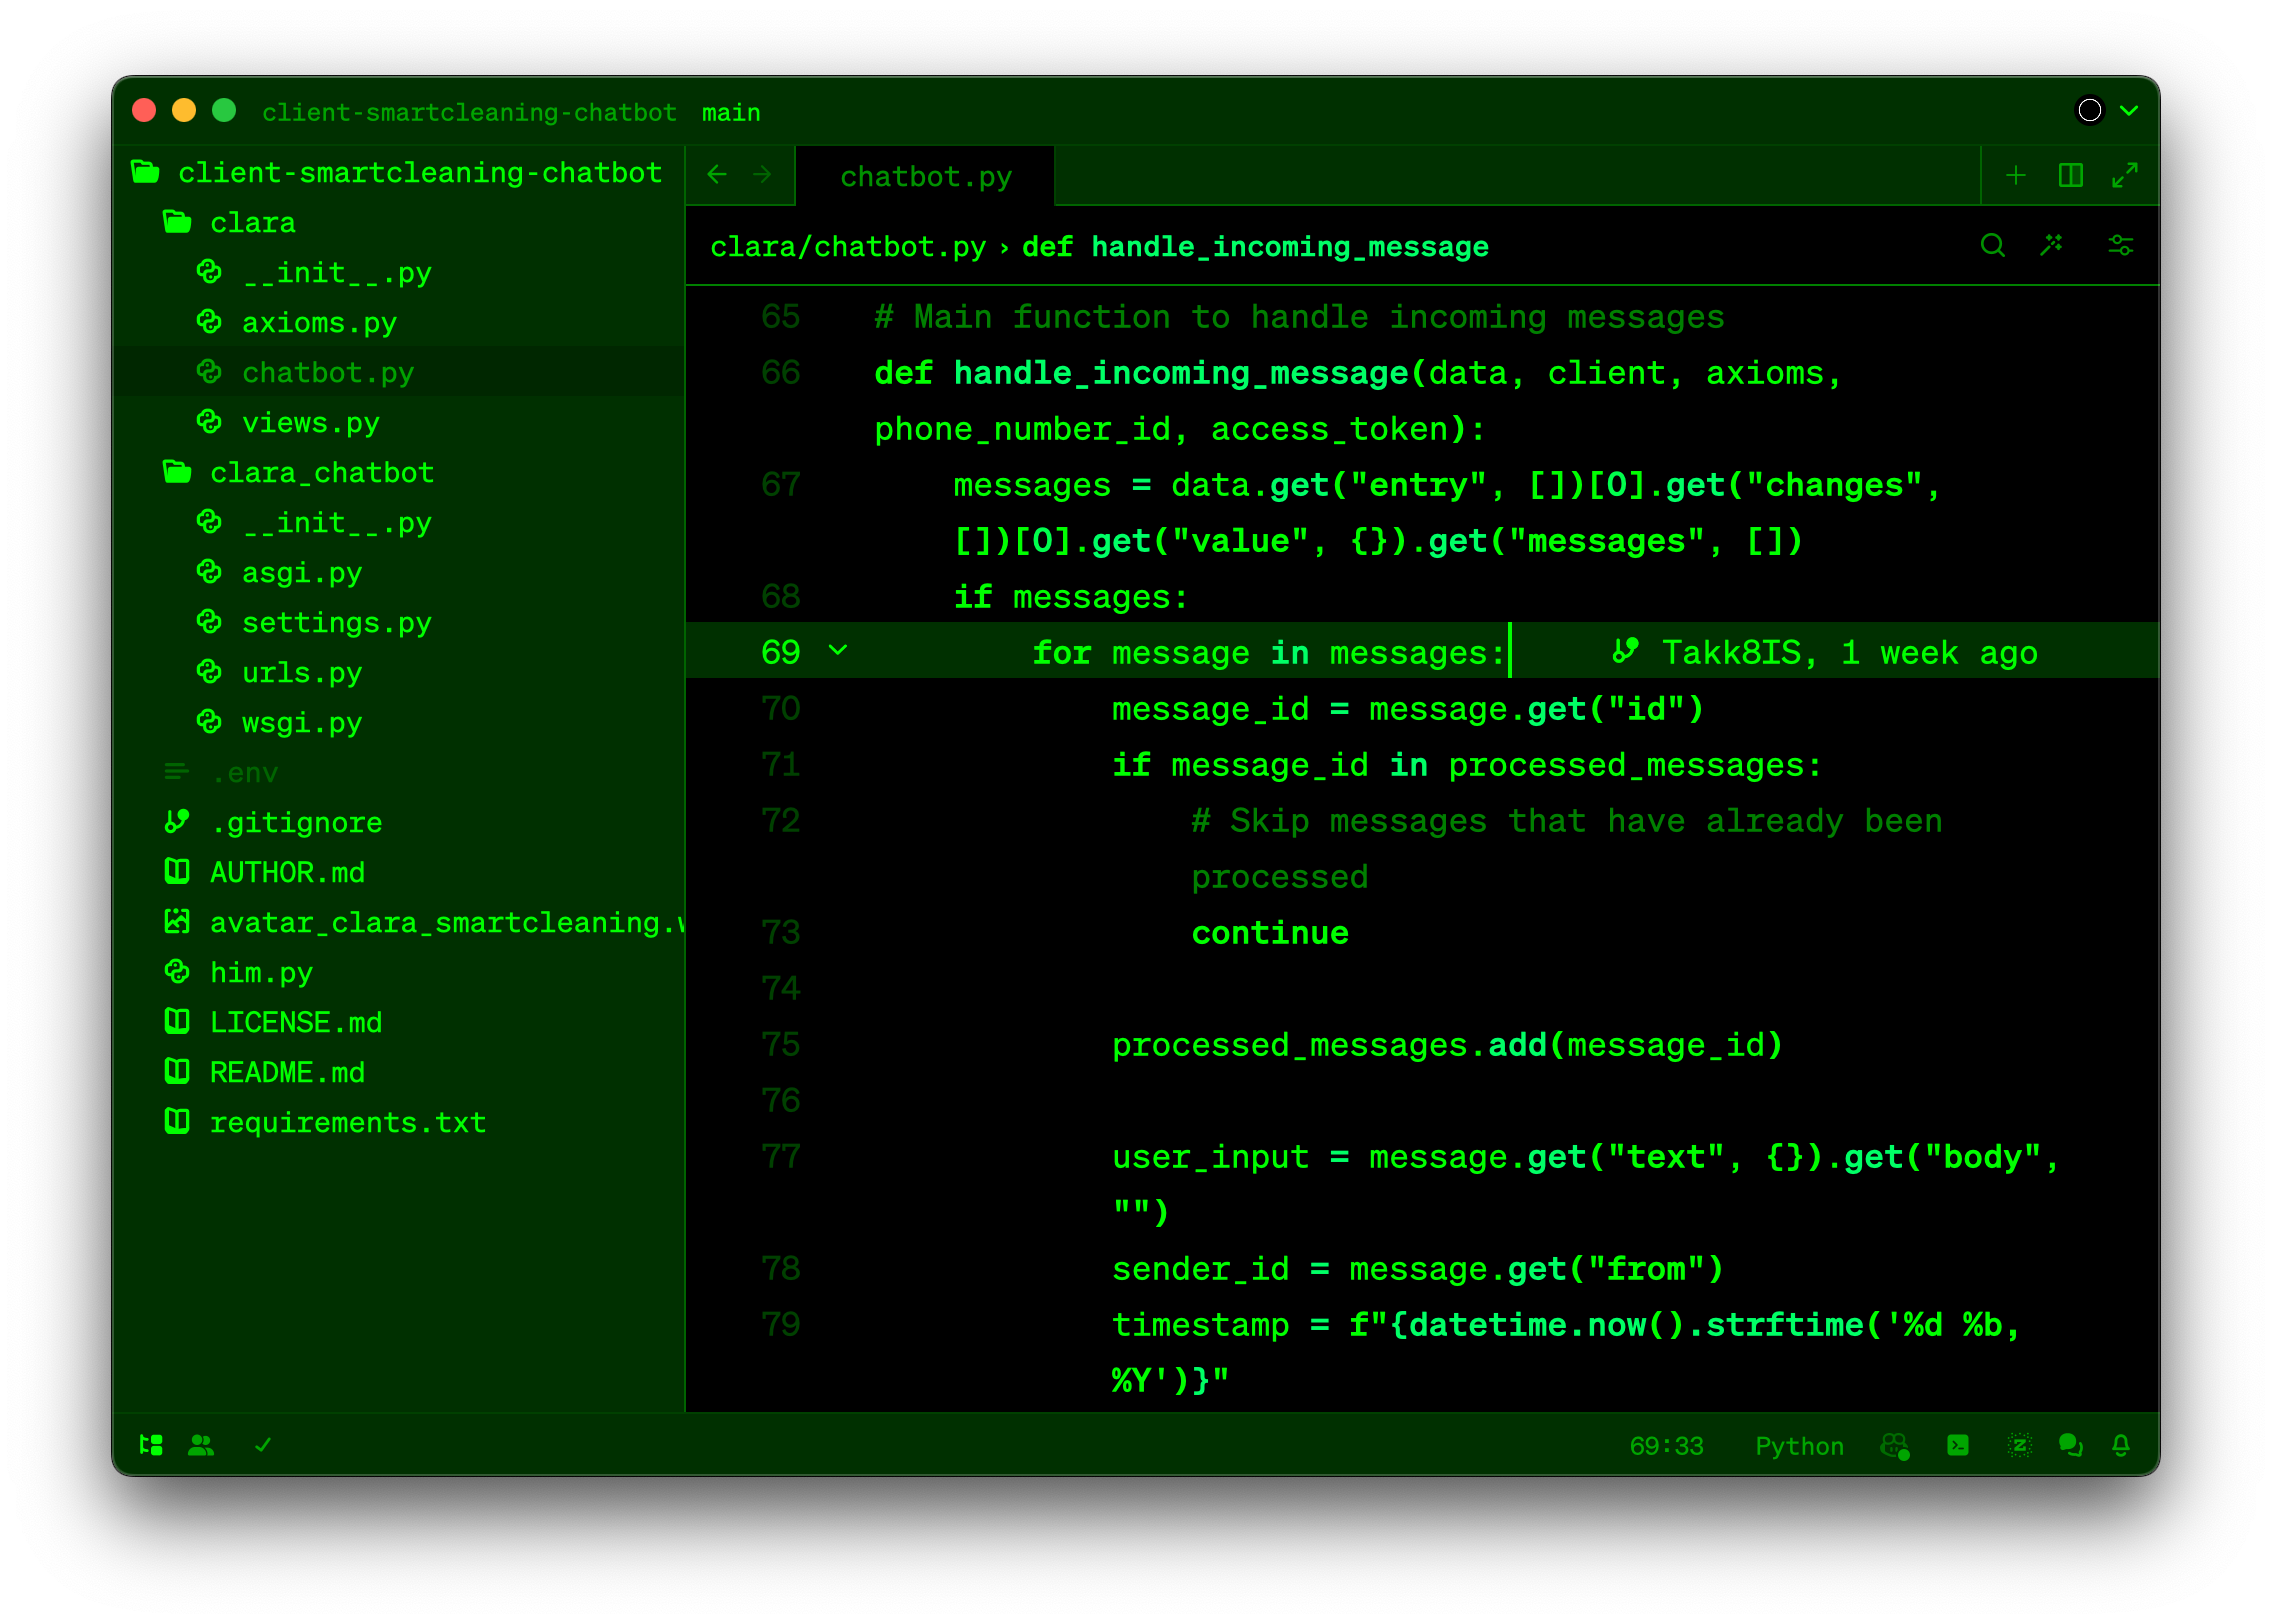 client-smartcleaning-chatbot main
client-smartcleaning-chatbot
clara
__init__.py
axioms.py
chatbot.py
views.py
clara_chatbot
__init__.py
asgi.py
settings.py
urls.py
wsgi.py
.env
.gitignore
AUTHOR.md
avatar_clara_smartcleaning.w
him.py
LICENSE.md
README.md
requirements.txt
chatbot.py
clara/chatbot.py › def handle_incoming_message
65 # Main function to handle incoming messages
66 def handle_incoming_message(data, client, axioms,
phone_number_id, access_token):
67 messages = data.get("entry", [])[0].get("changes",
[])[0].get("value", {}).get("messages", [])
68 if messages:
69 for message in messages: Takk8IS, 1 week ago
70 message_id = message.get("id")
71 if message_id in processed_messages:
72 # Skip messages that have already been
processed
73 continue
74
75 processed_messages.add(message_id)
76
77 user_input = message.get("text", {}).get("body",
"")
78 sender_id = message.get("from")
79 timestamp = f"{datetime.now().strftime('%d %b,
%Y')}"
69:33 Python